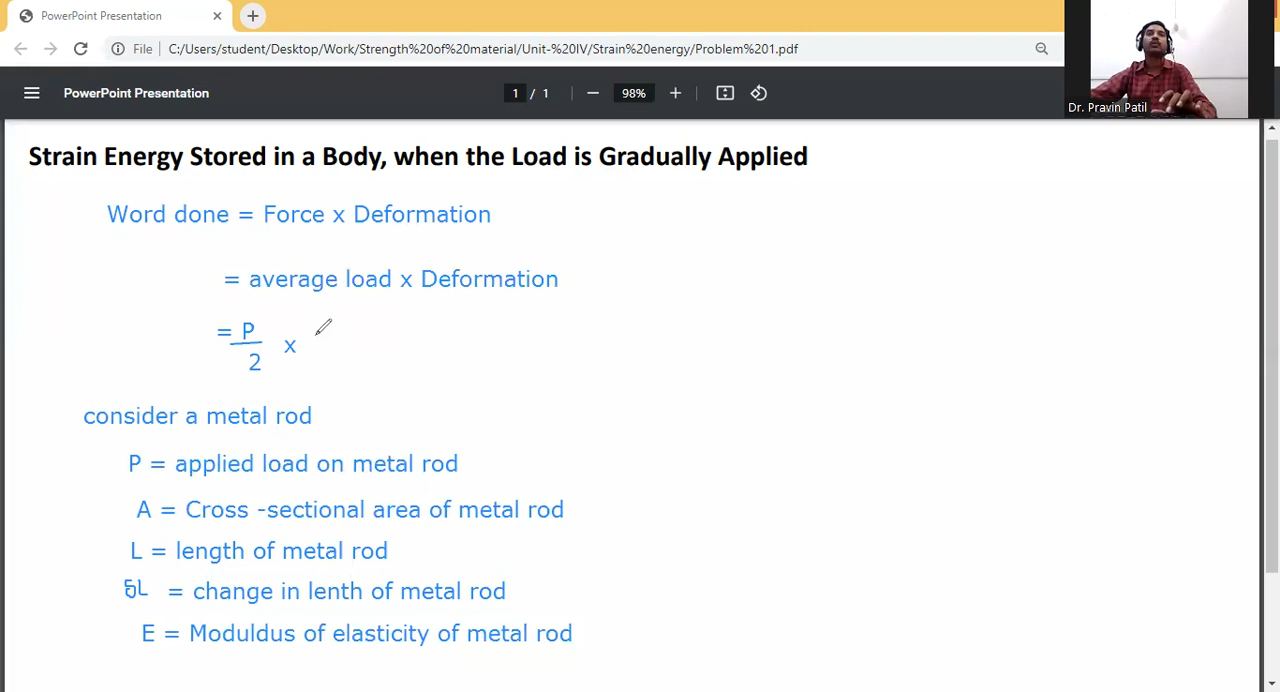 PowerPoint Presentation
File C:/Users/student/Desktop/Work/Strength%20of%20material/Unit-%20IV/Strain%20energy/Problem%201.pdf
PowerPoint Presentation 1 / 1 98%
Dr. Pravin Patil
Strain Energy Stored in a Body, when the Load is Gradually Applied
Word done = Force x Deformation
= average load x Deformation
= P
2 x
consider a metal rod
P = applied load on metal rod
A = Cross -sectional area of metal rod
L = length of metal rod
δL = change in lenth of metal rod
E = Moduldus of elasticity of metal rod